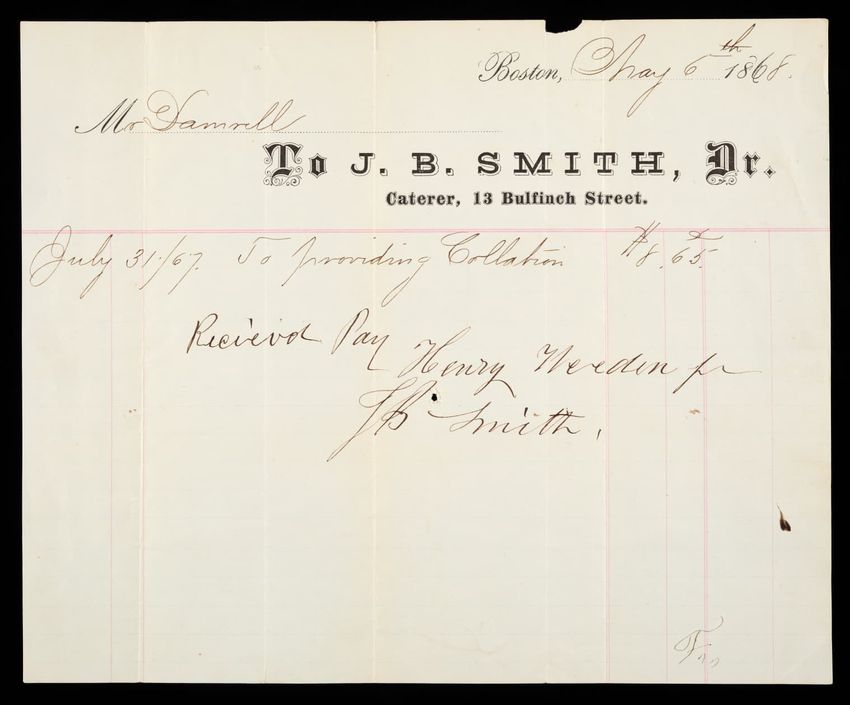 Boston, May 6th 1868.
Mr Damrell
To J. B. SMITH, Dr.
Caterer, 13 Bulfinch Street.
July 31./67. To providing Collation $8.65.
Recieved Pay
Henry Weeden for
J B Smith.